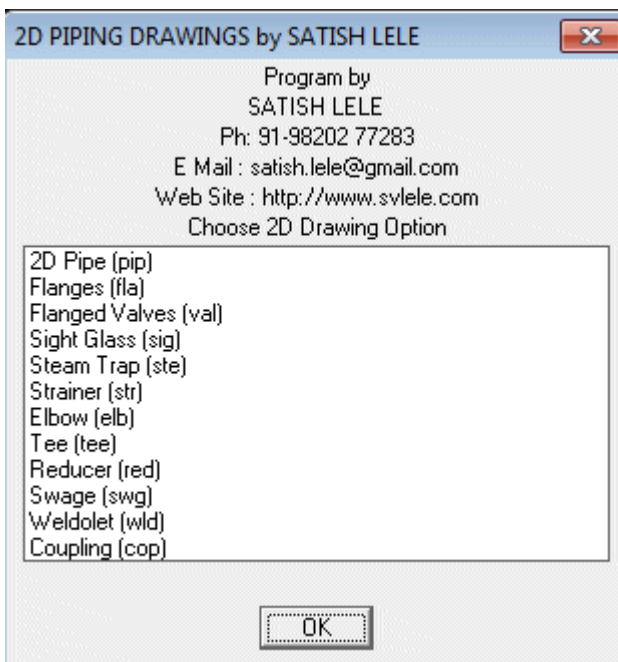 2D PIPING DRAWINGS by SATISH LELE
Program by
SATISH LELE
Ph: 91-98202 77283
E Mail : satish.lele@gmail.com
Web Site : http://www.svlele.com
Choose 2D Drawing Option
2D Pipe (pip)
Flanges (fla)
Flanged Valves (val)
Sight Glass (sig)
Steam Trap (ste)
Strainer (str)
Elbow (elb)
Tee (tee)
Reducer (red)
Swage (swg)
Weldolet (wld)
Coupling (cop)
OK